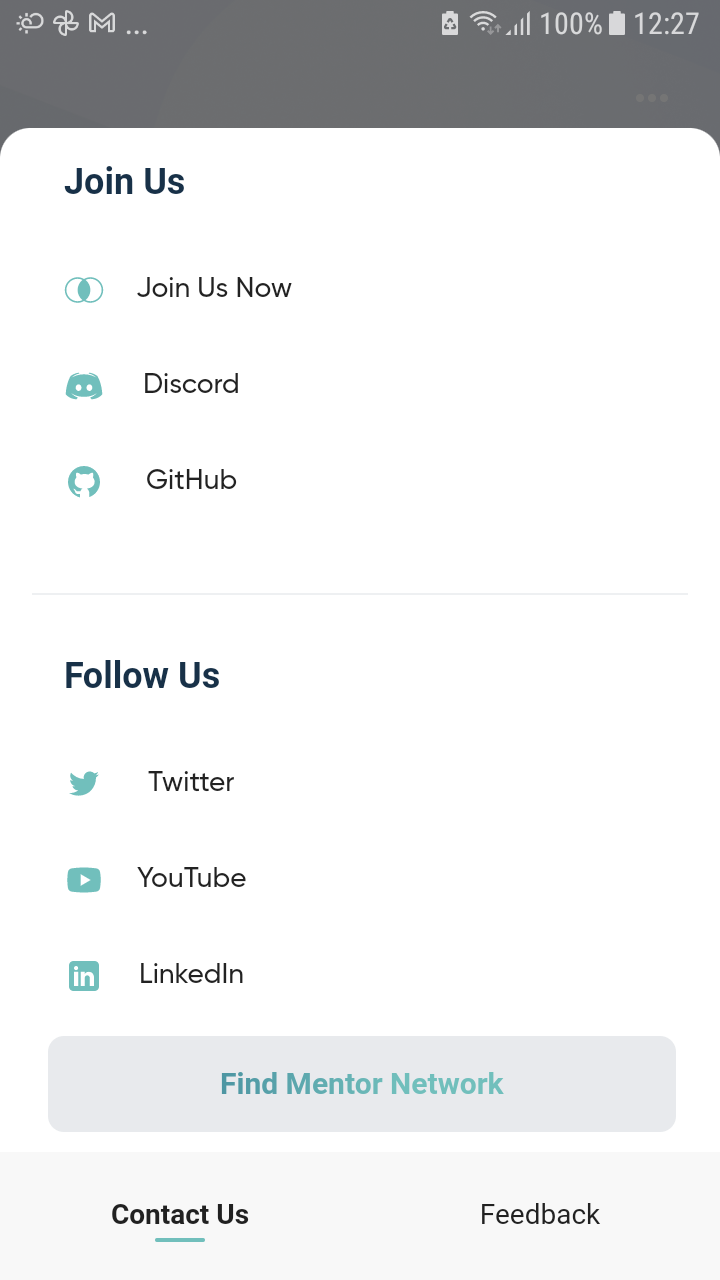 ... 100% 12:27
Join Us
Join Us Now
Discord
GitHub
Follow Us
Twitter
YouTube
in LinkedIn
Find Mentor Network
Contact Us Feedback